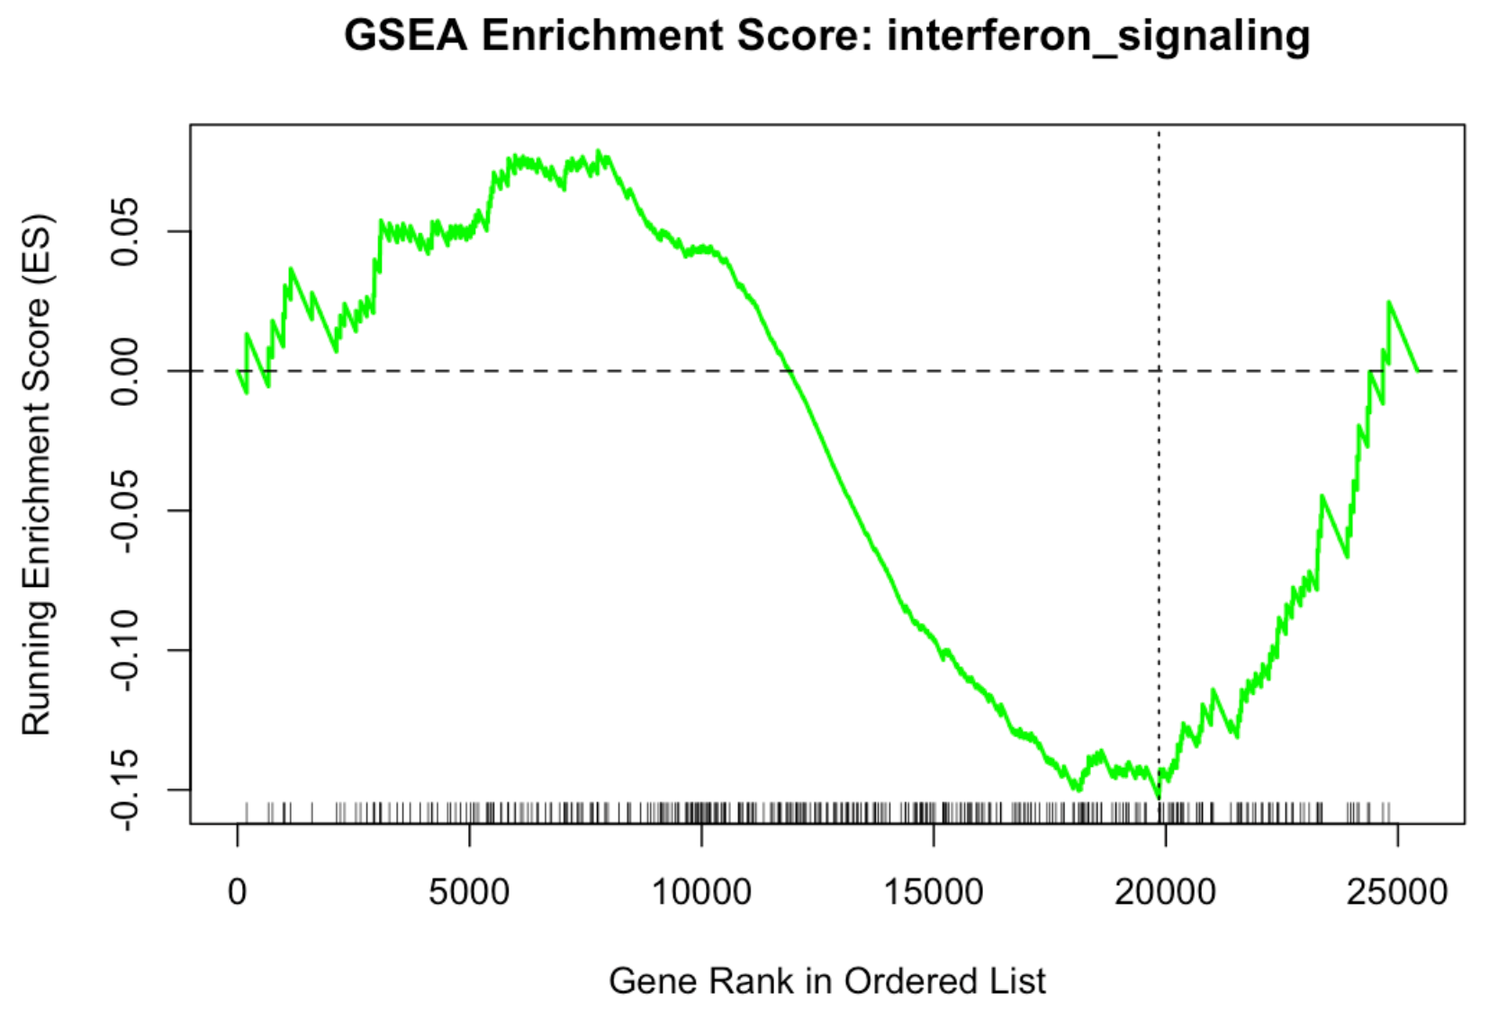 GSEA Enrichment Score: interferon_signaling
Running Enrichment Score (ES)
0.05
0.00
-0.05
-0.10
-0.15
0 5000 10000 15000 20000 25000
Gene Rank in Ordered List